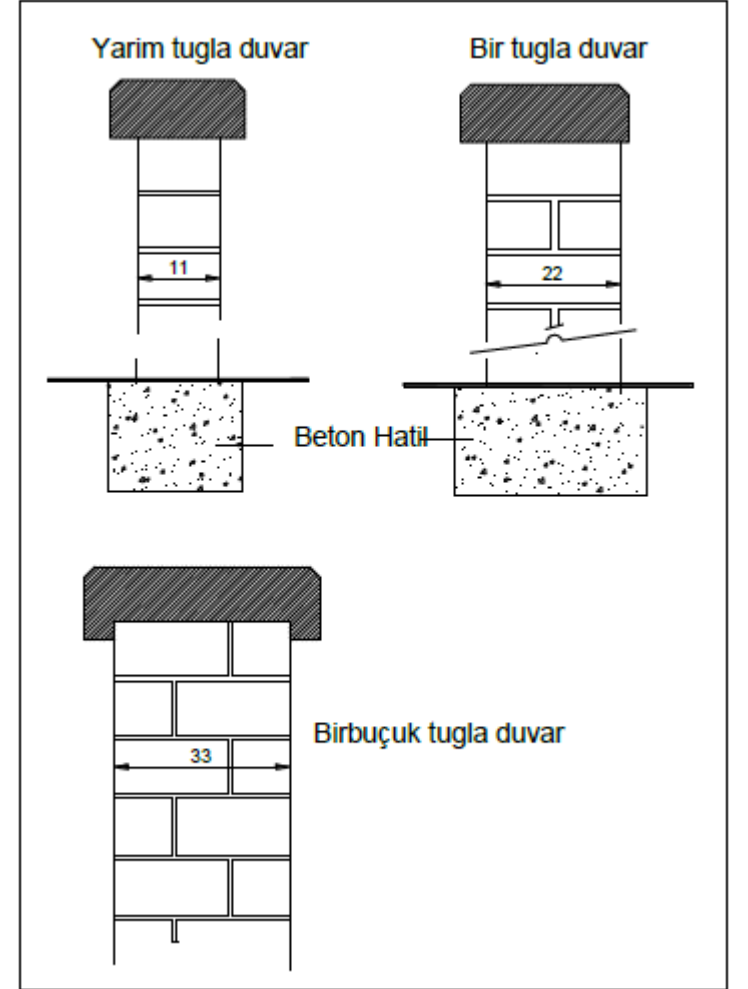 Yarim tugla duvar
Bir tugla duvar
11
22
Beton Hatil
Birbuçuk tugla duvar
33